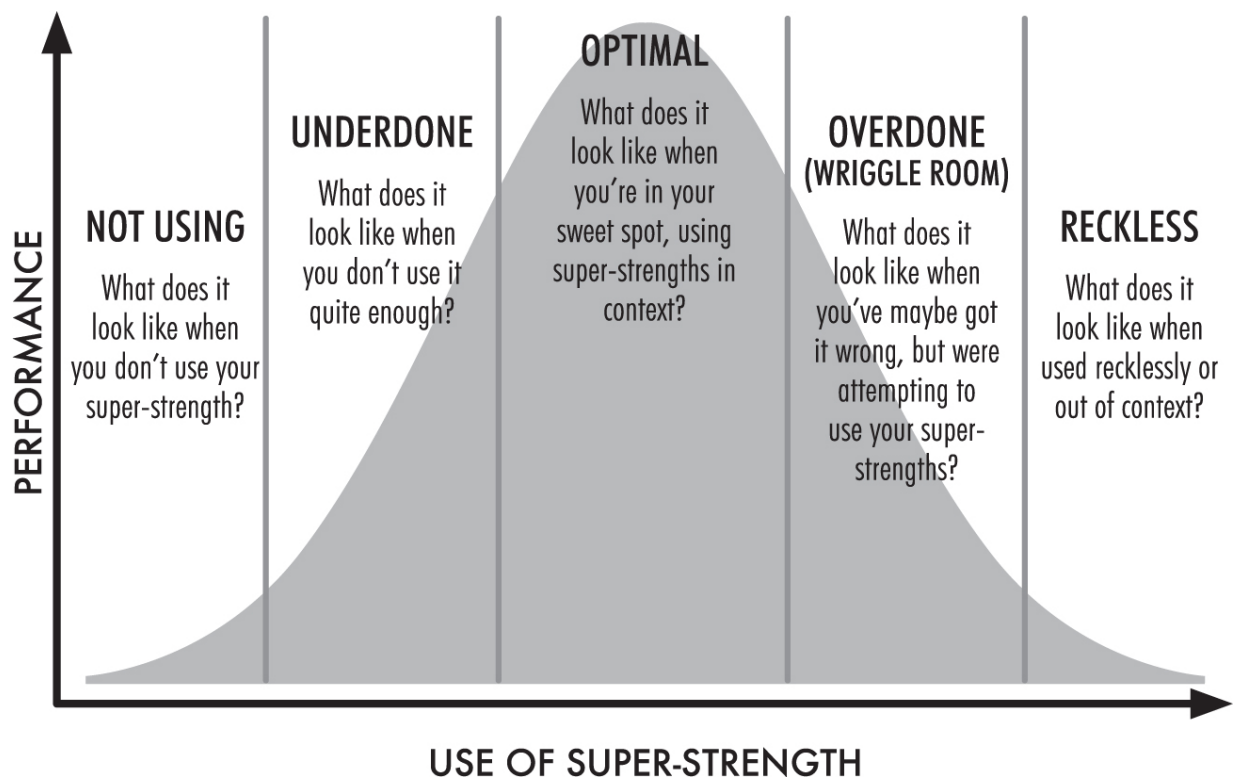 PERFORMANCE
NOT USING
What does it
look like when
you don’t use your
super-strength?
UNDERDONE
What does it
look like when
you don’t use it
quite enough?
OPTIMAL
What does it
look like when
you’re in your
sweet spot, using
super-strengths in
context?
OVERDONE
(WRIGGLE ROOM)
What does it
look like when
you’ve maybe got
it wrong, but were
attempting to
use your super-
strengths?
RECKLESS
What does it
look like when
used recklessly or
out of context?
USE OF SUPER-STRENGTH